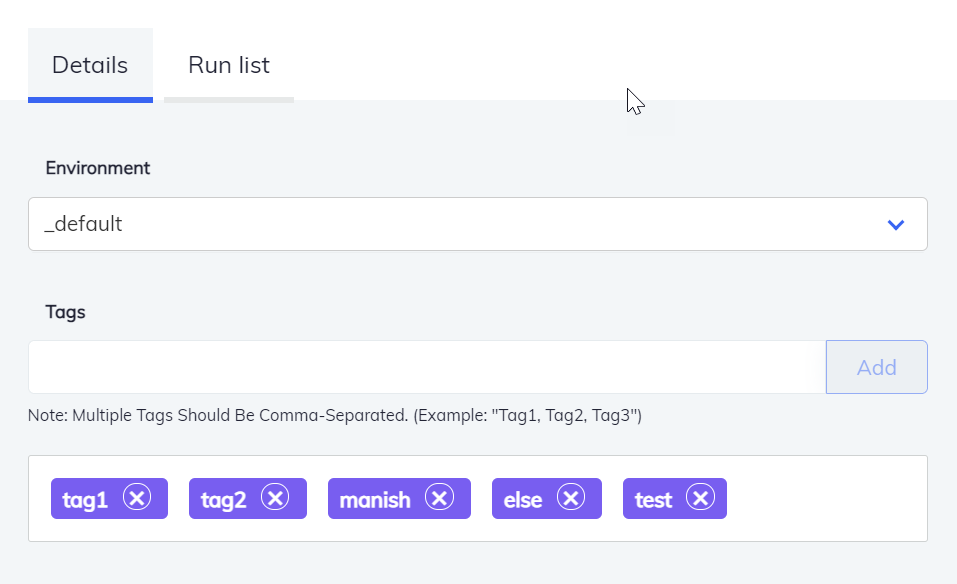 Details Run list
Environment
_default
Tags
Add
Note: Multiple Tags Should Be Comma-Separated. (Example: "Tag1, Tag2, Tag3")
tag1 tag2 manish else test